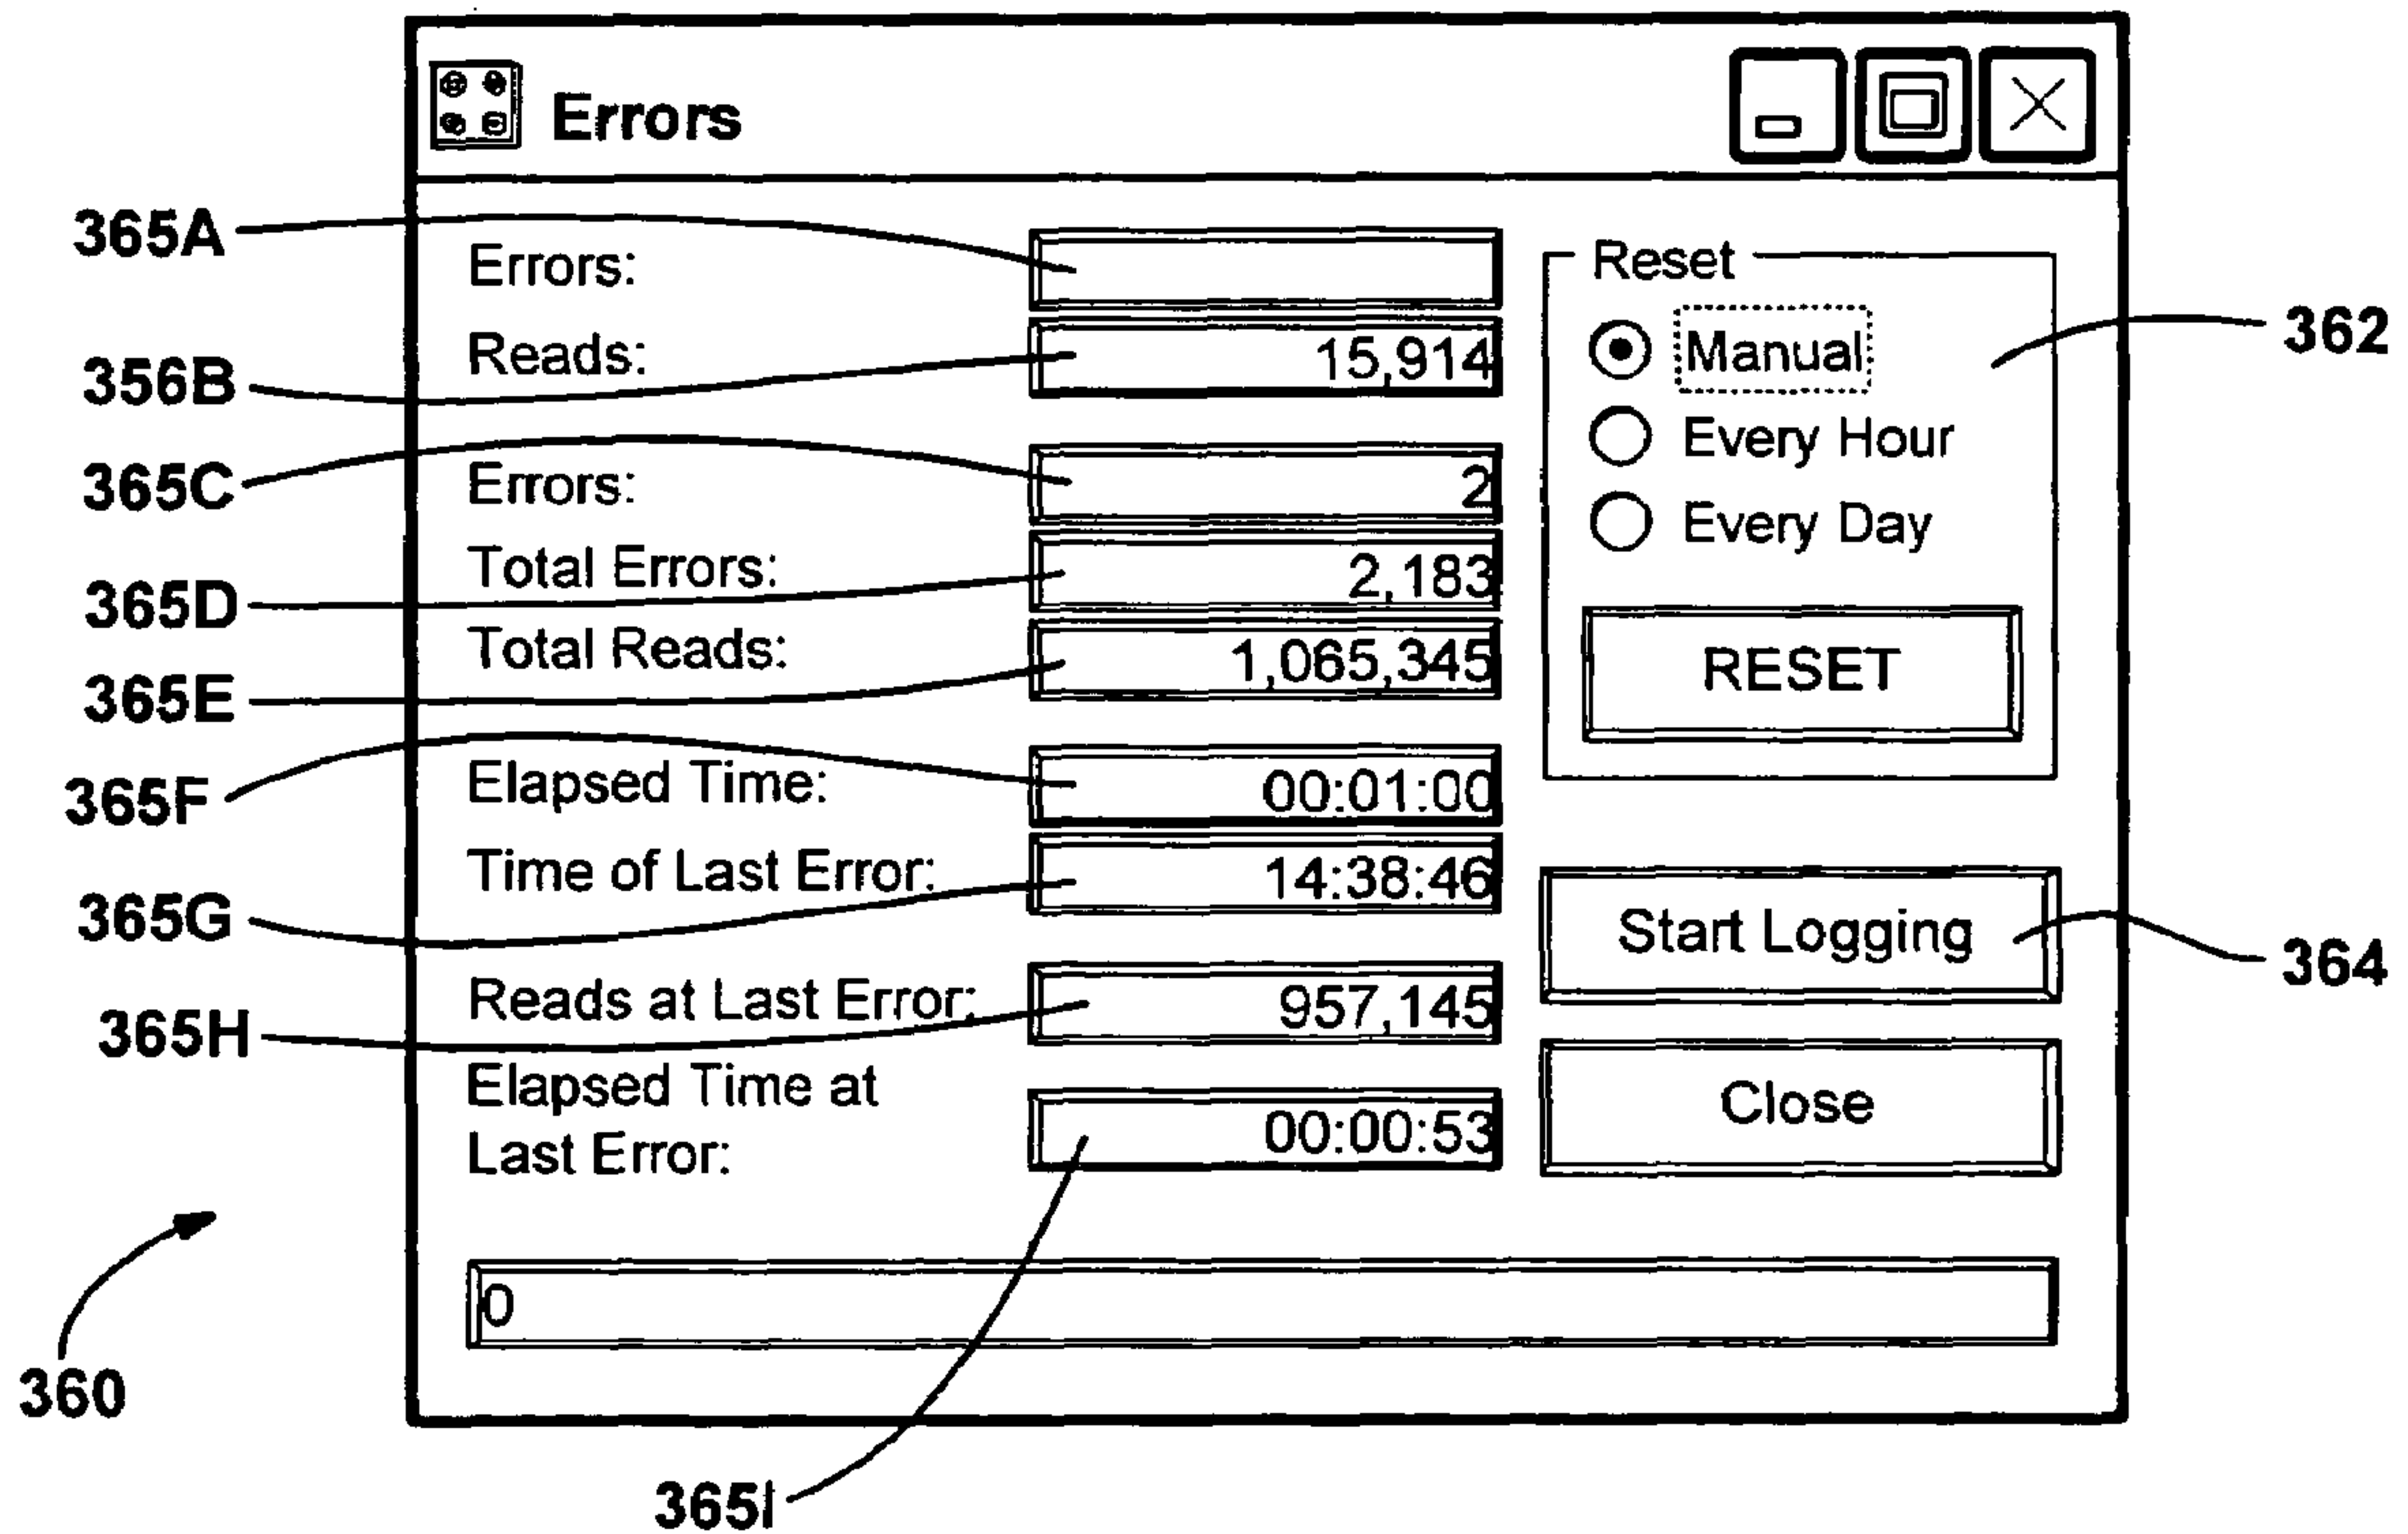 Errors
365A
Errors:
Reset
356B
Reads:
15,914
Manual
362
Every Hour
365C
Errors:
2
Every Day
365D
Total Errors:
2,183
365E
Total Reads:
1,065,345
RESET
365F
Elapsed Time:
00:01:00
365G
Time of Last Error:
14:38:46
Start Logging
364
365H
Reads at Last Error:
957,145
Elapsed Time at
Last Error:
00:00:53
Close
0
360
365I